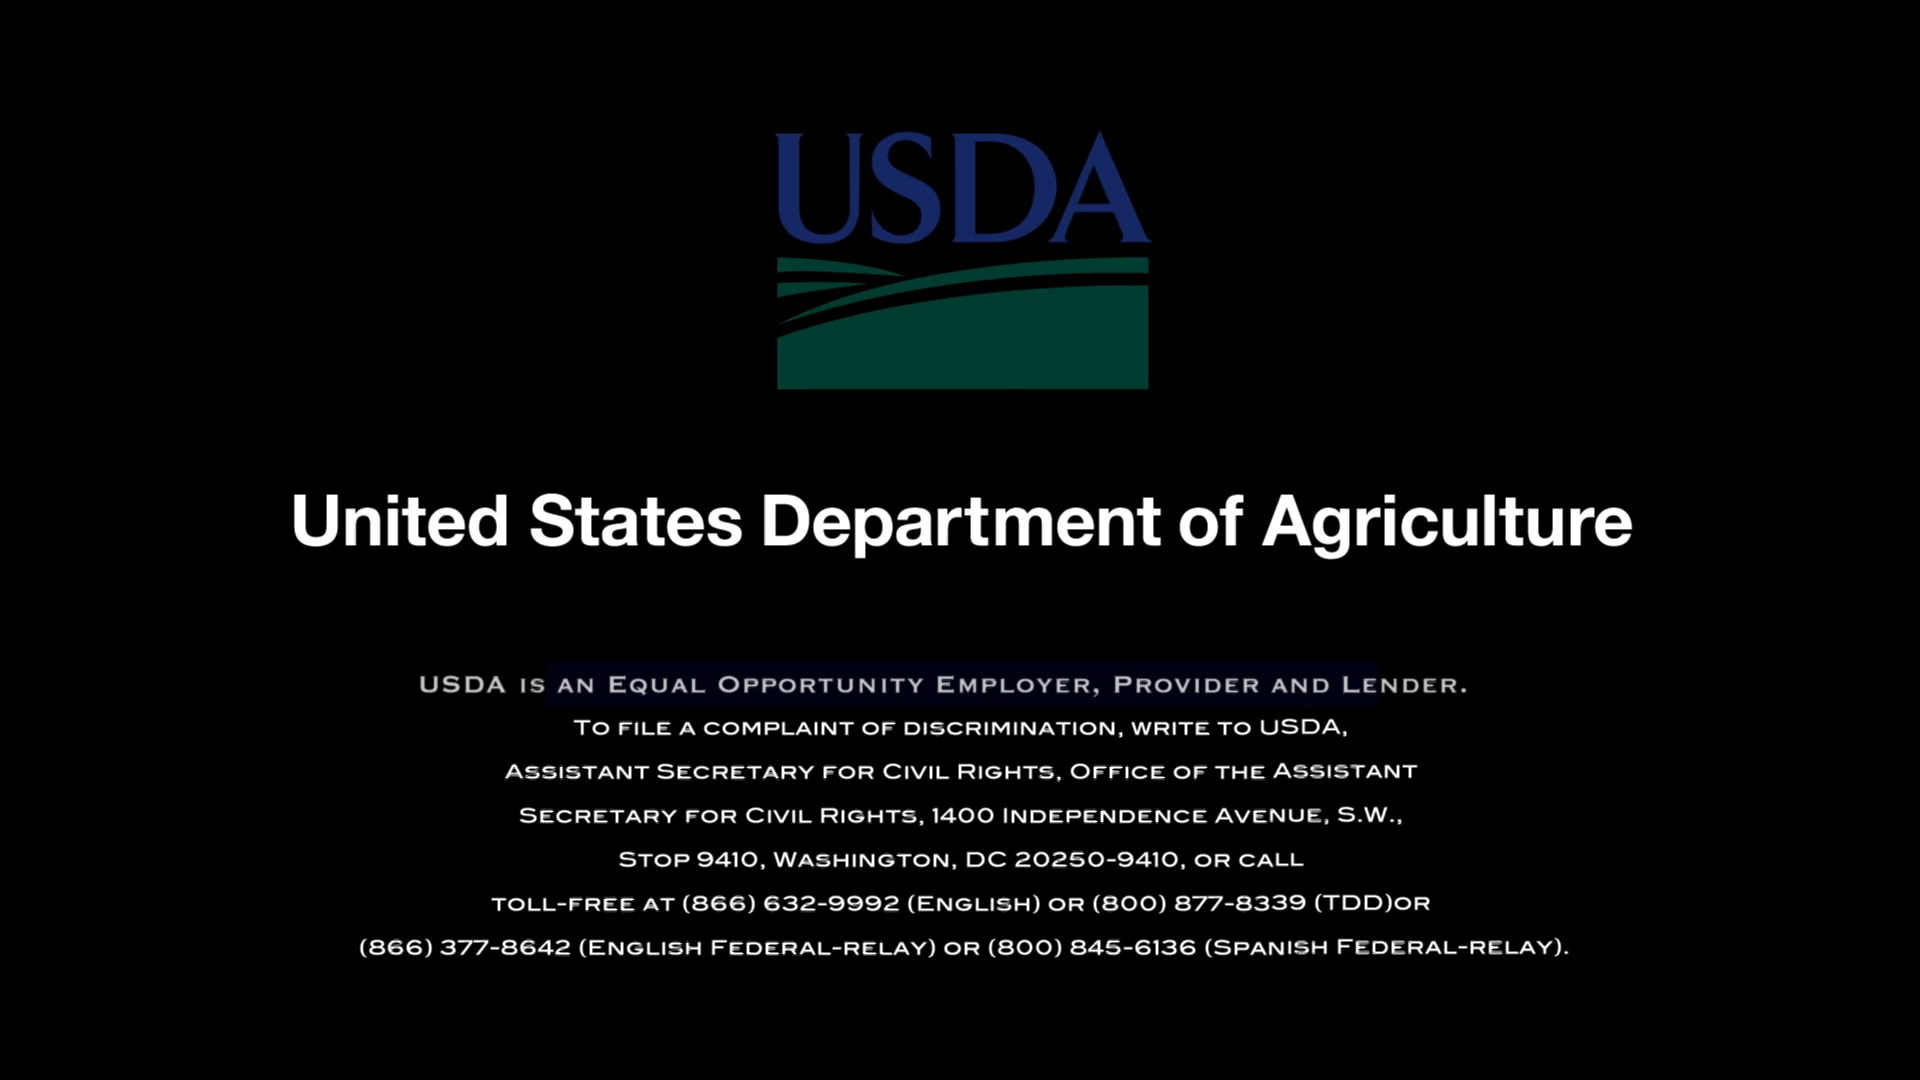 USDA
United States Department of Agriculture
USDA is an Equal Opportunity Employer, Provider and Lender.
To file a complaint of discrimination, write to USDA,
Assistant Secretary for Civil Rights, Office of the Assistant
Secretary for Civil Rights, 1400 Independence Avenue, S.W.,
Stop 9410, Washington, DC 20250-9410, or call
toll-free at (866) 632-9992 (English) or (800) 877-8339 (TDD)or
(866) 377-8642 (English Federal-relay) or (800) 845-6136 (Spanish Federal-relay).